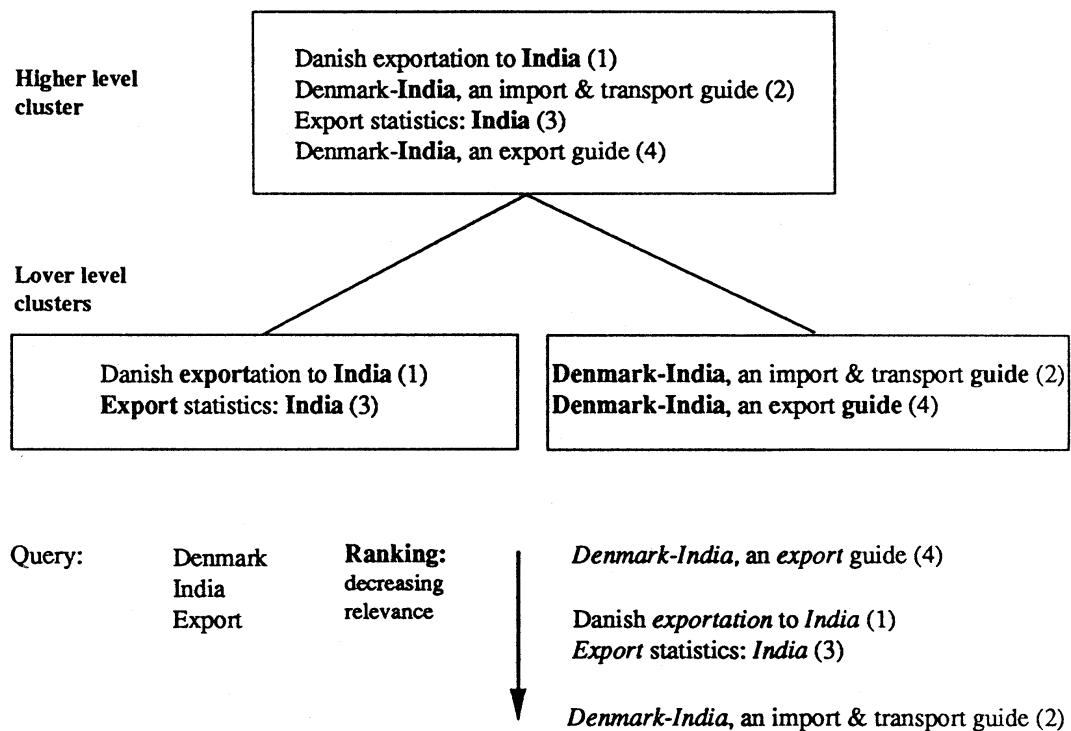 Higher level
cluster
Danish exportation to India (1)
Denmark-India, an import & transport guide (2)
Export statistics: India (3)
Denmark-India, an export guide (4)
Lover level
clusters
Danish exportation to India (1)
Export statistics: India (3)
Denmark-India, an import & transport guide (2)
Denmark-India, an export guide (4)
Query:
Denmark
India
Export
Ranking:
decreasing
relevance
Denmark-India, an export guide (4)
Danish exportation to India (1)
Export statistics: India (3)
Denmark-India, an import & transport guide (2)